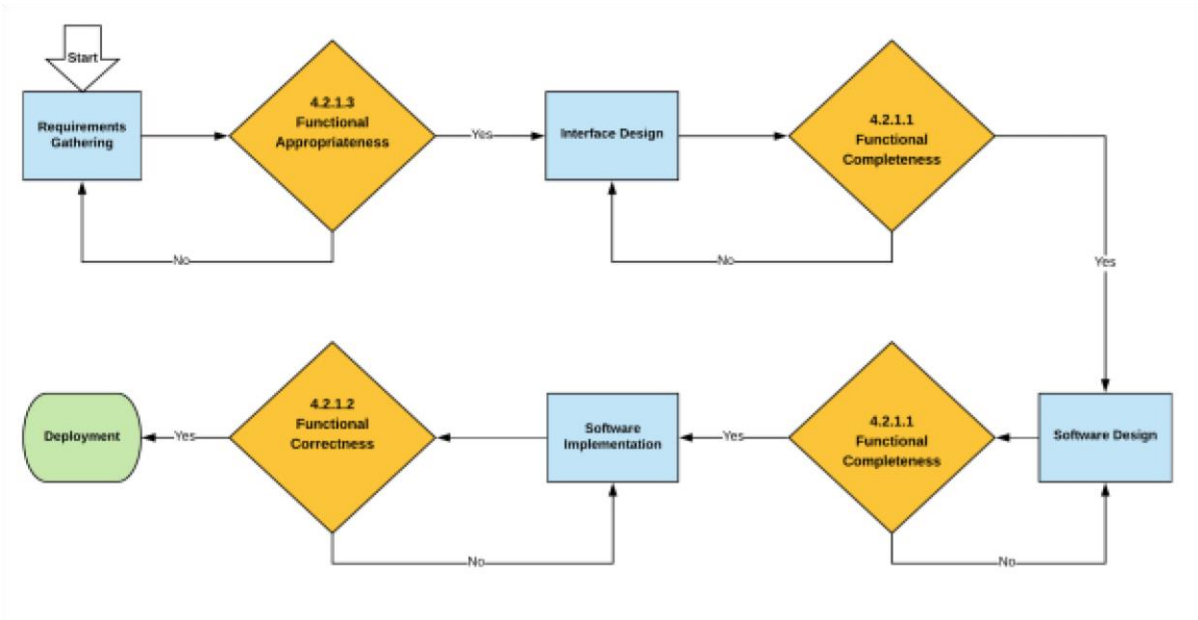 Start
Requirements
Gathering
4.2.1.3
Functional
Appropriateness
Yes
Interface Design
4.2.1.1
Functional
Completeness
No
No
Yes
Deployment
Yes
4.2.1.2
Functional
Correctness
Software
Implementation
Yes
4.2.1.1
Functional
Completeness
Software Design
No
No